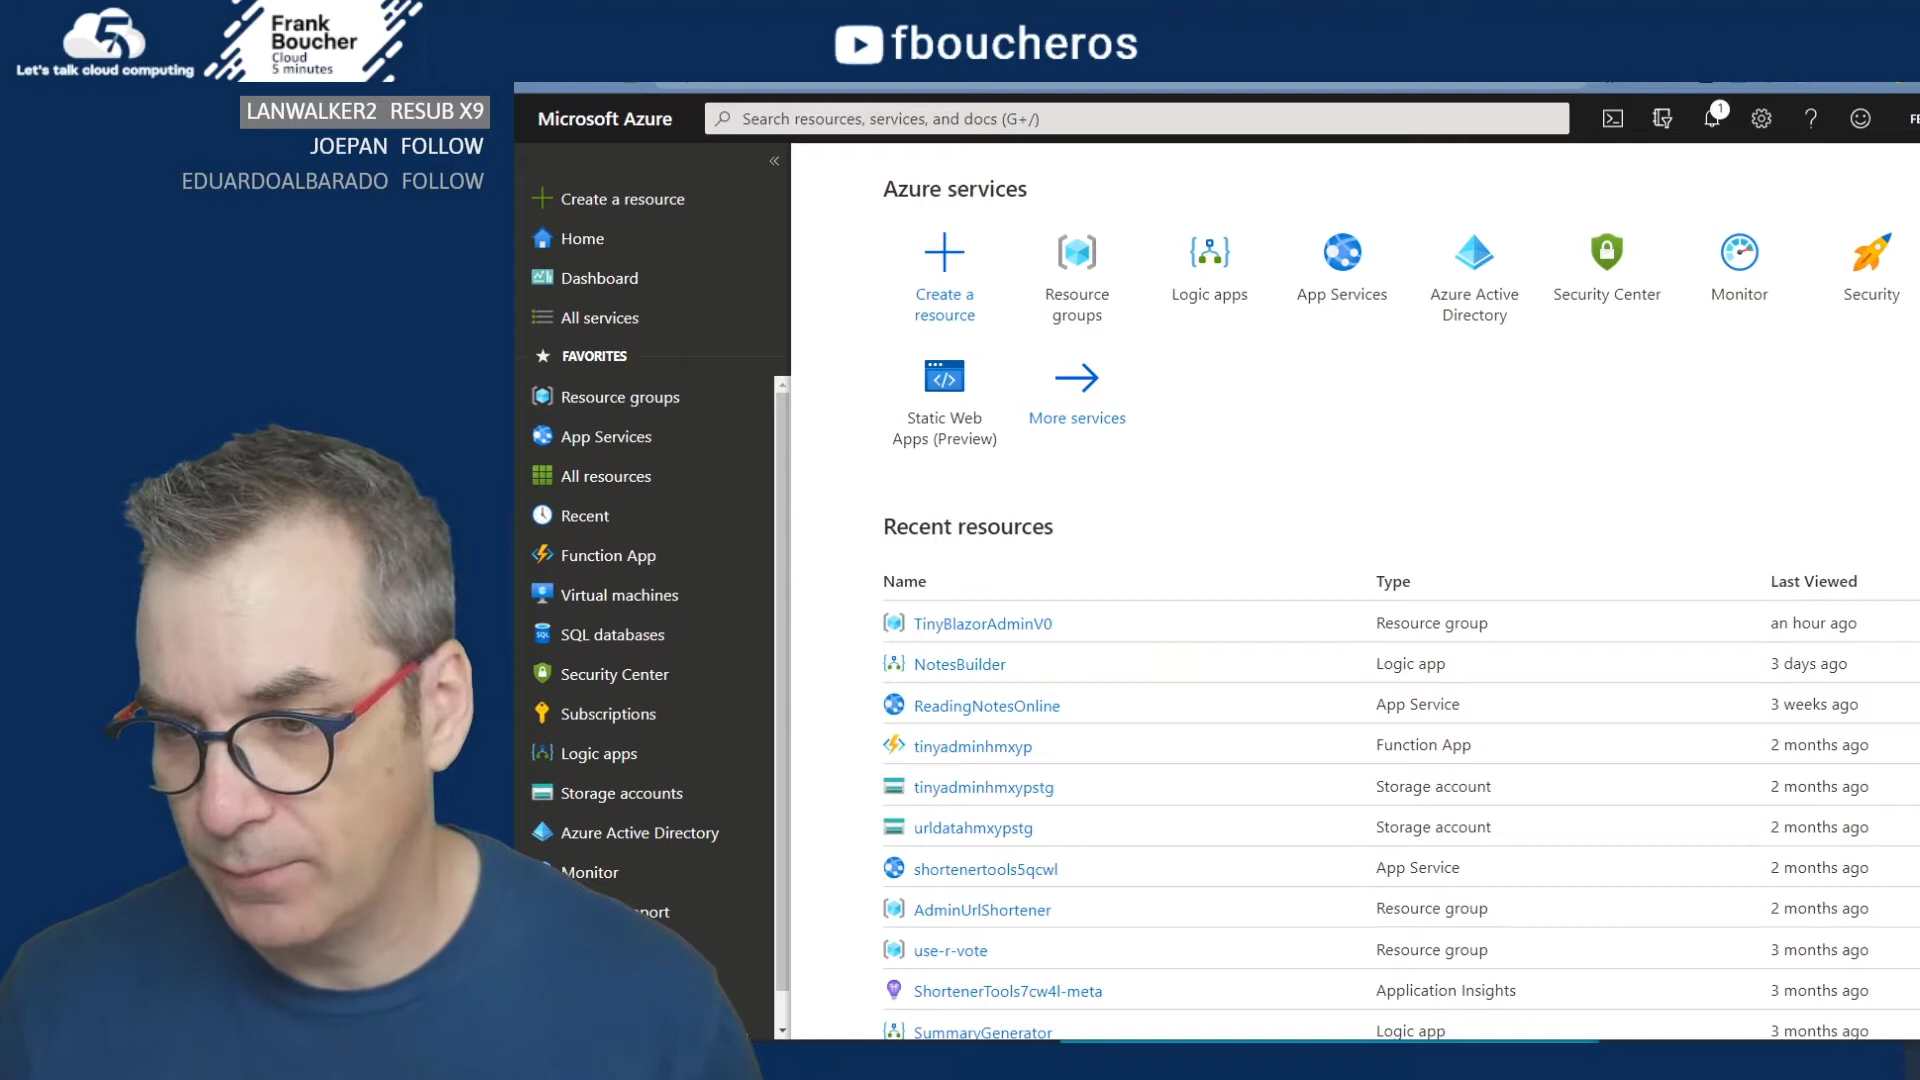 5
Let's talk cloud computing
Frank
Boucher
Cloud
5 minutes
fboucheros
LANWALKER2 RESUB X9
JOEPAN FOLLOW
EDUARDOALBARADO FOLLOW
Microsoft Azure
Search resources, services, and docs (G+/)
1
Create a resource
Home
Dashboard
All services
FAVORITES
Resource groups
App Services
All resources
Recent
Function App
Virtual machines
SQL databases
Security Center
Subscriptions
Logic apps
Storage accounts
Azure Active Directory
Monitor
Azure services
Create a
resource
Resource
groups
Logic apps
App Services
Azure Active
Directory
Security Center
Monitor
Security
Static Web
Apps (Preview)
More services
Recent resources
Name Type Last Viewed
TinyBlazorAdminV0 Resource group an hour ago
NotesBuilder Logic app 3 days ago
ReadingNotesOnline App Service 3 weeks ago
tinyadminhmxyp Function App 2 months ago
tinyadminhmxypstg Storage account 2 months ago
urldatahmxypstg Storage account 2 months ago
shortenertools5qcwl App Service 2 months ago
AdminUrlShortener Resource group 2 months ago
use-r-vote Resource group 3 months ago
ShortenerTools7cw4l-meta Application Insights 3 months ago
SummaryGenerator Logic app 3 months ago